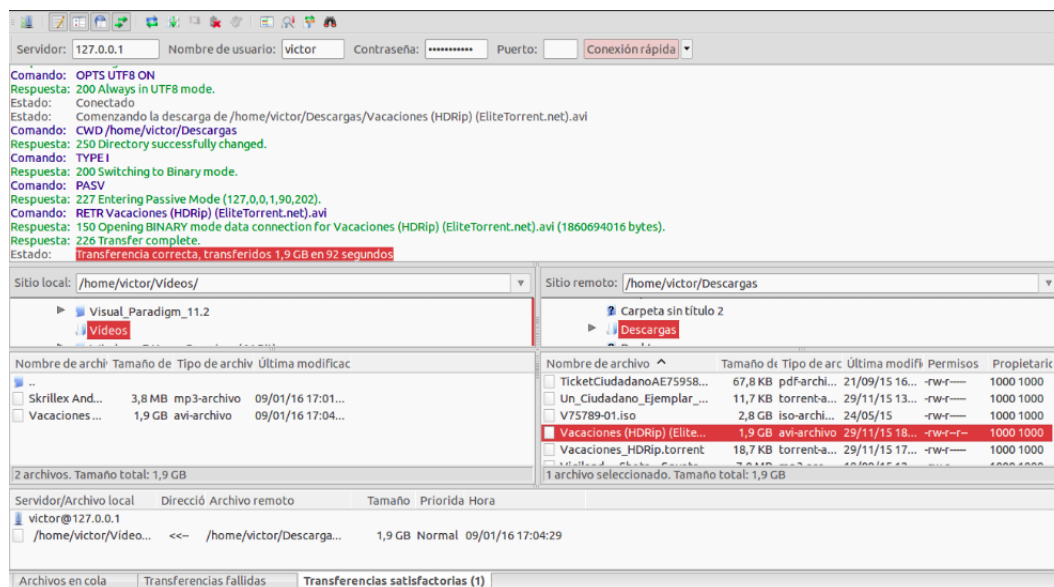 Servidor: 127.0.0.1 Nombre de usuario: victor Contraseña: ••••••••••• Puerto: Conexión rápida
Comando: OPTS UTF8 ON
Respuesta: 200 Always in UTF8 mode.
Estado: Conectado
Estado: Comenzando la descarga de /home/victor/Descargas/Vacaciones (HDRip) (EliteTorrent.net).avi
Comando: CWD /home/victor/Descargas
Respuesta: 250 Directory successfully changed.
Comando: TYPE I
Respuesta: 200 Switching to Binary mode.
Comando: PASV
Respuesta: 227 Entering Passive Mode (127,0,0,1,90,202).
Comando: RETR Vacaciones (HDRip) (EliteTorrent.net).avi
Respuesta: 150 Opening BINARY mode data connection for Vacaciones (HDRip) (EliteTorrent.net).avi (1860694016 bytes).
Respuesta: 226 Transfer complete.
Estado: Transferencia correcta, transferidos 1,9 GB en 92 segundos
Sitio local: /home/victor/Vídeos/
Visual_Paradigm_11.2
Vídeos
Nombre de archi Tamaño de Tipo de archiv Última modificac
..
Skrillex And... 3,8 MB mp3-archivo 09/01/16 17:01...
Vacaciones ... 1,9 GB avi-archivo 09/01/16 17:04...
2 archivos. Tamaño total: 1,9 GB
Sitio remoto: /home/victor/Descargas
Carpeta sin título 2
Descargas
Nombre de archivo Tamaño de Tipo de arc Última modifi Permisos Propietaric
TicketCiudadanoAE75958... 67,8 KB pdf-archi... 21/09/15 16... -rw-r----- 1000 1000
Un_Ciudadano_Ejemplar_... 11,7 KB torrent-a... 29/11/15 13... -rw-r----- 1000 1000
V75789-01.iso 2,8 GB iso-archi... 24/05/15 -rw-r----- 1000 1000
Vacaciones (HDRip) (Elite... 1,9 GB avi-archivo 29/11/15 18... -rw-r--r-- 1000 1000
Vacaciones_HDRip.torrent 18,7 KB torrent-a... 29/11/15 17... -rw-r----- 1000 1000
1 archivo seleccionado. Tamaño total: 1,9 GB
Servidor/Archivo local Direcció Archivo remoto Tamaño Priorida Hora
victor@127.0.0.1
/home/victor/Vídeo... <<-- /home/victor/Descarga... 1,9 GB Normal 09/01/16 17:04:29
Archivos en cola Transferencias fallidas Transferencias satisfactorias (1)